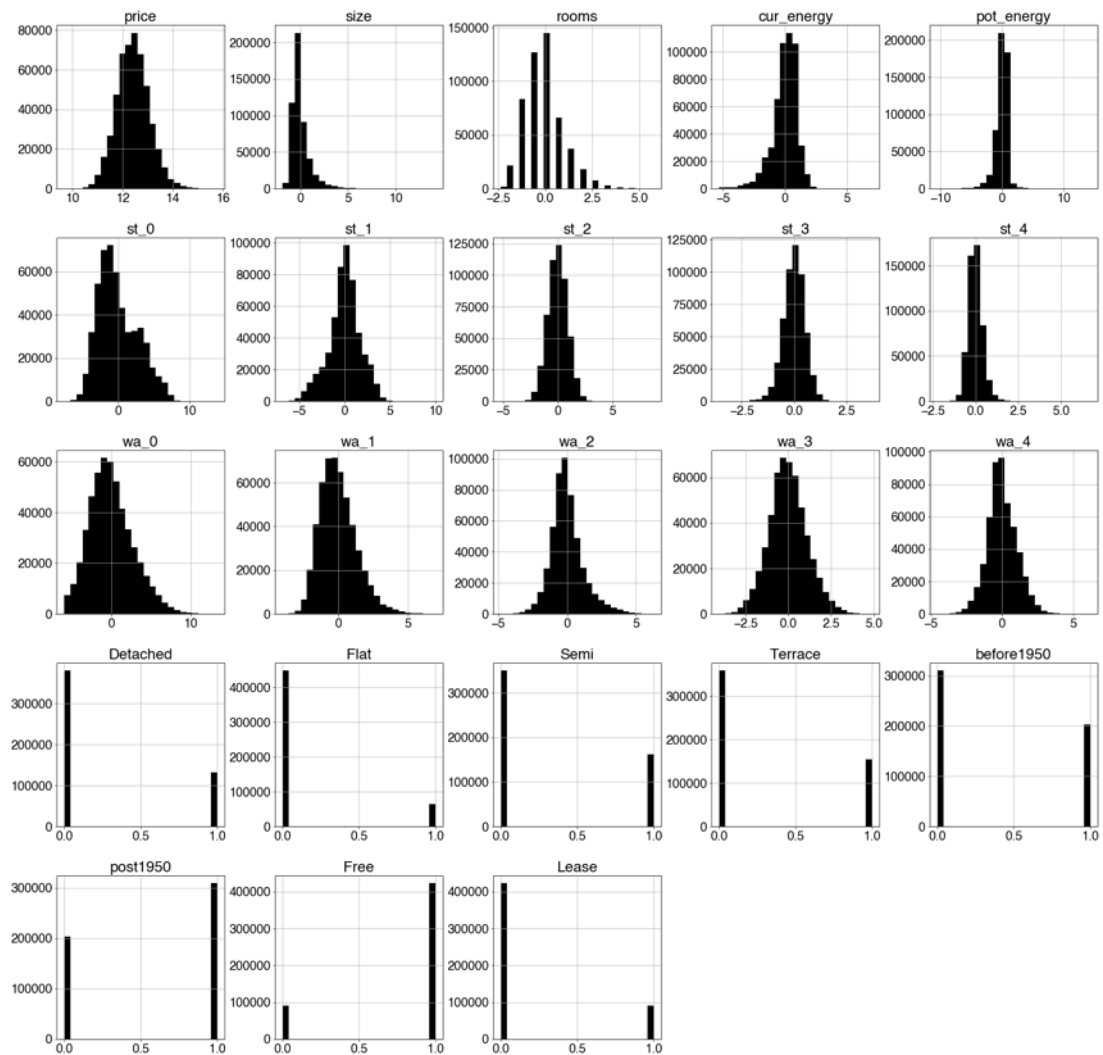 price size rooms cur_energy pot_energy
80000 60000 40000 20000 0 10 12 14 16
200000 150000 100000 50000 0 0 5 10
150000 100000 50000 0 −2.5 0.0 2.5 5.0
100000 80000 60000 40000 20000 0 −5 0 5
200000 150000 100000 50000 0 −10 0 10
st_0 st_1 st_2 st_3 st_4
60000 40000 20000 0 0 10
100000 80000 60000 40000 20000 0 −5 0 5 10
125000 100000 75000 50000 25000 0 −5 0 5
125000 100000 75000 50000 25000 0 −2.5 0.0 2.5
150000 100000 50000 0 −2.5 0.0 2.5 5.0
wa_0 wa_1 wa_2 wa_3 wa_4
60000 40000 20000 0 0 10
60000 40000 20000 0 0 5
100000 80000 60000 40000 20000 0 −5 0 5
60000 40000 20000 0 −2.5 0.0 2.5 5.0
100000 80000 60000 40000 20000 0 −5 0 5
Detached Flat Semi Terrace before1950
300000 200000 100000 0 0.0 0.5 1.0
400000 300000 200000 100000 0 0.0 0.5 1.0
300000 200000 100000 0 0.0 0.5 1.0
300000 200000 100000 0 0.0 0.5 1.0
300000 200000 100000 0 0.0 0.5 1.0
post1950 Free Lease
300000 200000 100000 0 0.0 0.5 1.0
400000 300000 200000 100000 0 0.0 0.5 1.0
400000 300000 200000 100000 0 0.0 0.5 1.0